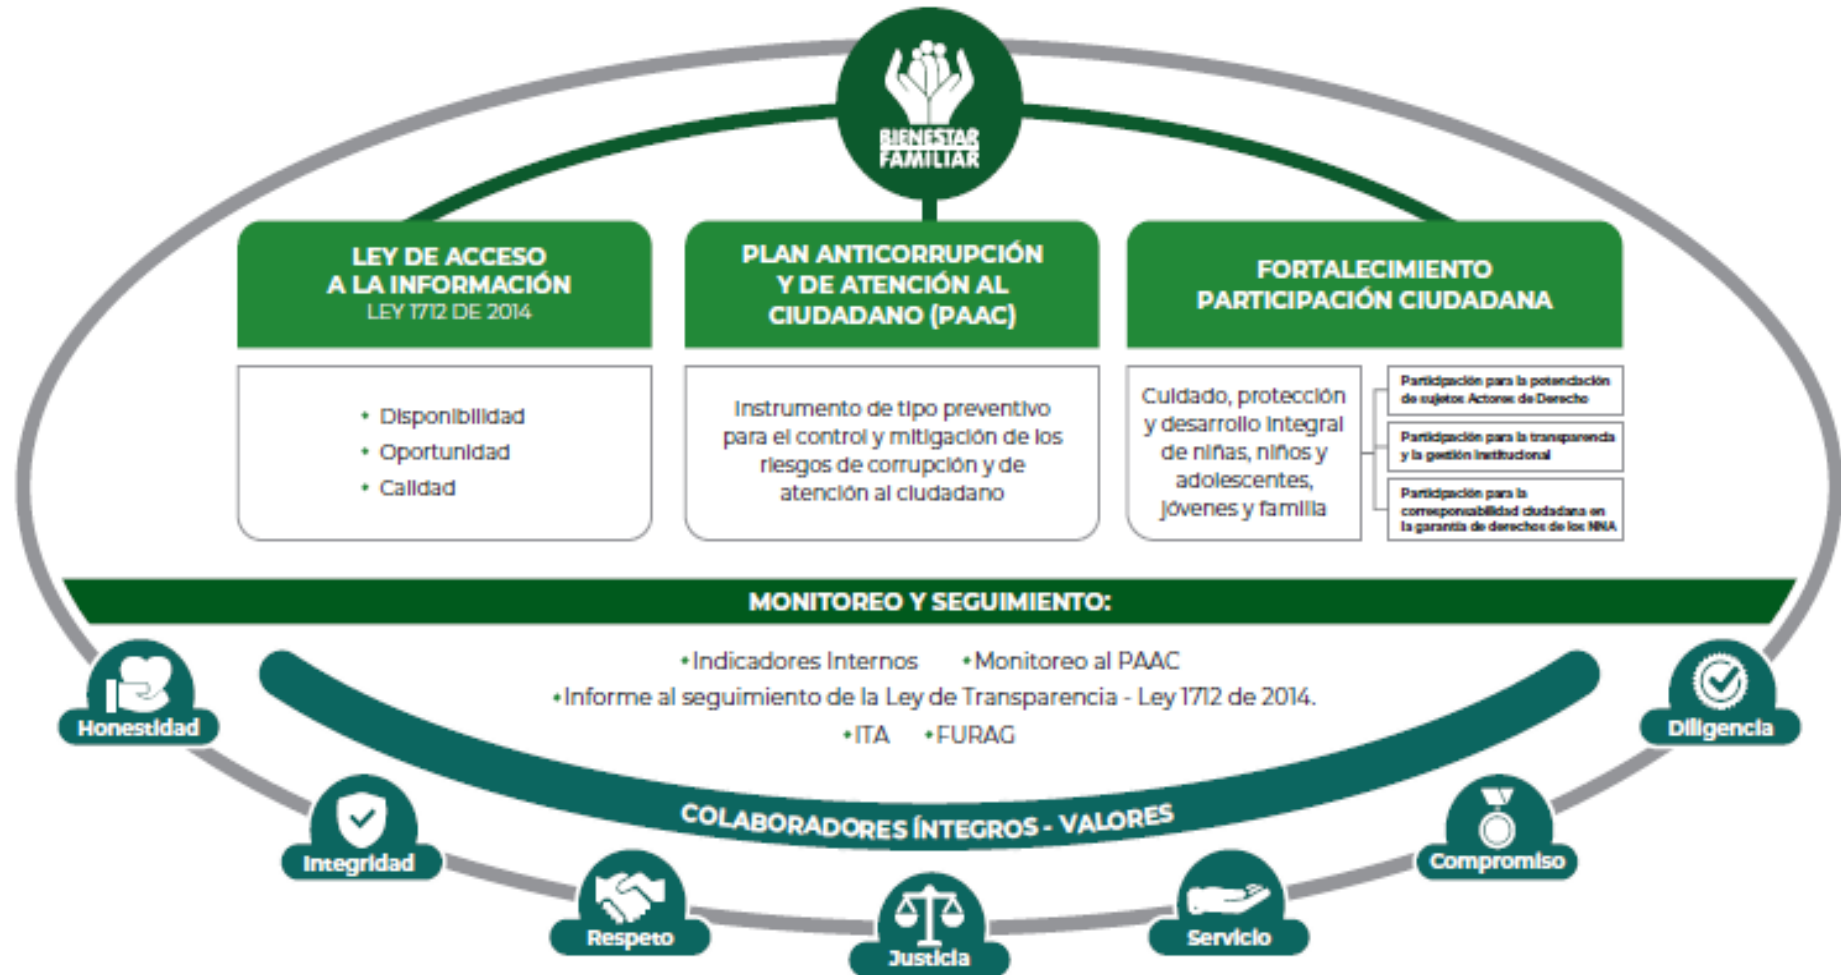 BIENESTAR
FAMILIAR
LEY DE ACCESO
A LA INFORMACIÓN
LEY 1712 DE 2014
• Disponibilidad
• Oportunidad
• Calidad
PLAN ANTICORRUPCIÓN
Y DE ATENCIÓN AL
CIUDADANO (PAAC)
Instrumento de tipo preventivo
para el control y mitigación de los
riesgos de corrupción y de
atención al ciudadano
FORTALECIMIENTO
PARTICIPACIÓN CIUDADANA
Cuidado, protección
y desarrollo integral
de niñas, niños y
adolescentes,
jóvenes y familia
Participación para la potenciación
de sujetos Actores de Derecho
Participación para la transparencia
y la gestión institucional
Participación para la
corresponsabilidad ciudadana en
la garantía de derechos de los NNA
MONITOREO Y SEGUIMIENTO:
•Indicadores Internos •Monitoreo al PAAC
•Informe al seguimiento de la Ley de Transparencia - Ley 1712 de 2014.
•ITA •FURAG
COLABORADORES ÍNTEGROS - VALORES
Honestidad
Integridad
Respeto
Justicia
Servicio
Compromiso
Diligencia